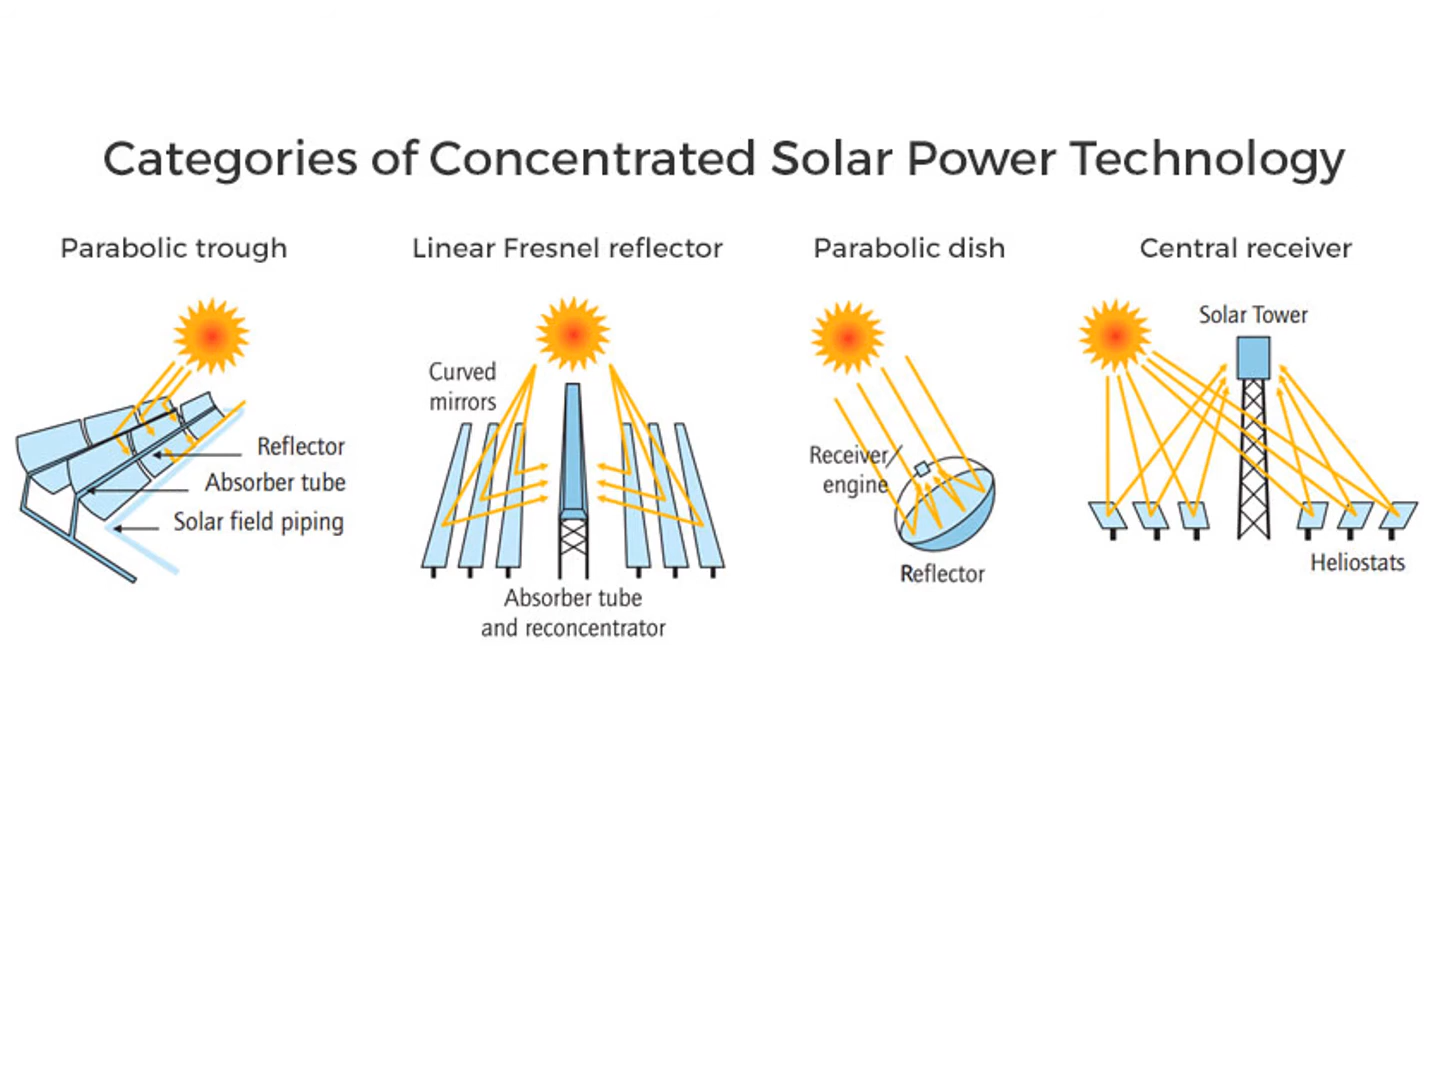 Categories of Concentrated Solar Power Technology
Parabolic trough
Reflector
Absorber tube
Solar field piping
Linear Fresnel reflector
Curved
mirrors
Absorber tube
and reconcentrator
Parabolic dish
Receiver/
engine
Reflector
Central receiver
Solar Tower
Heliostats